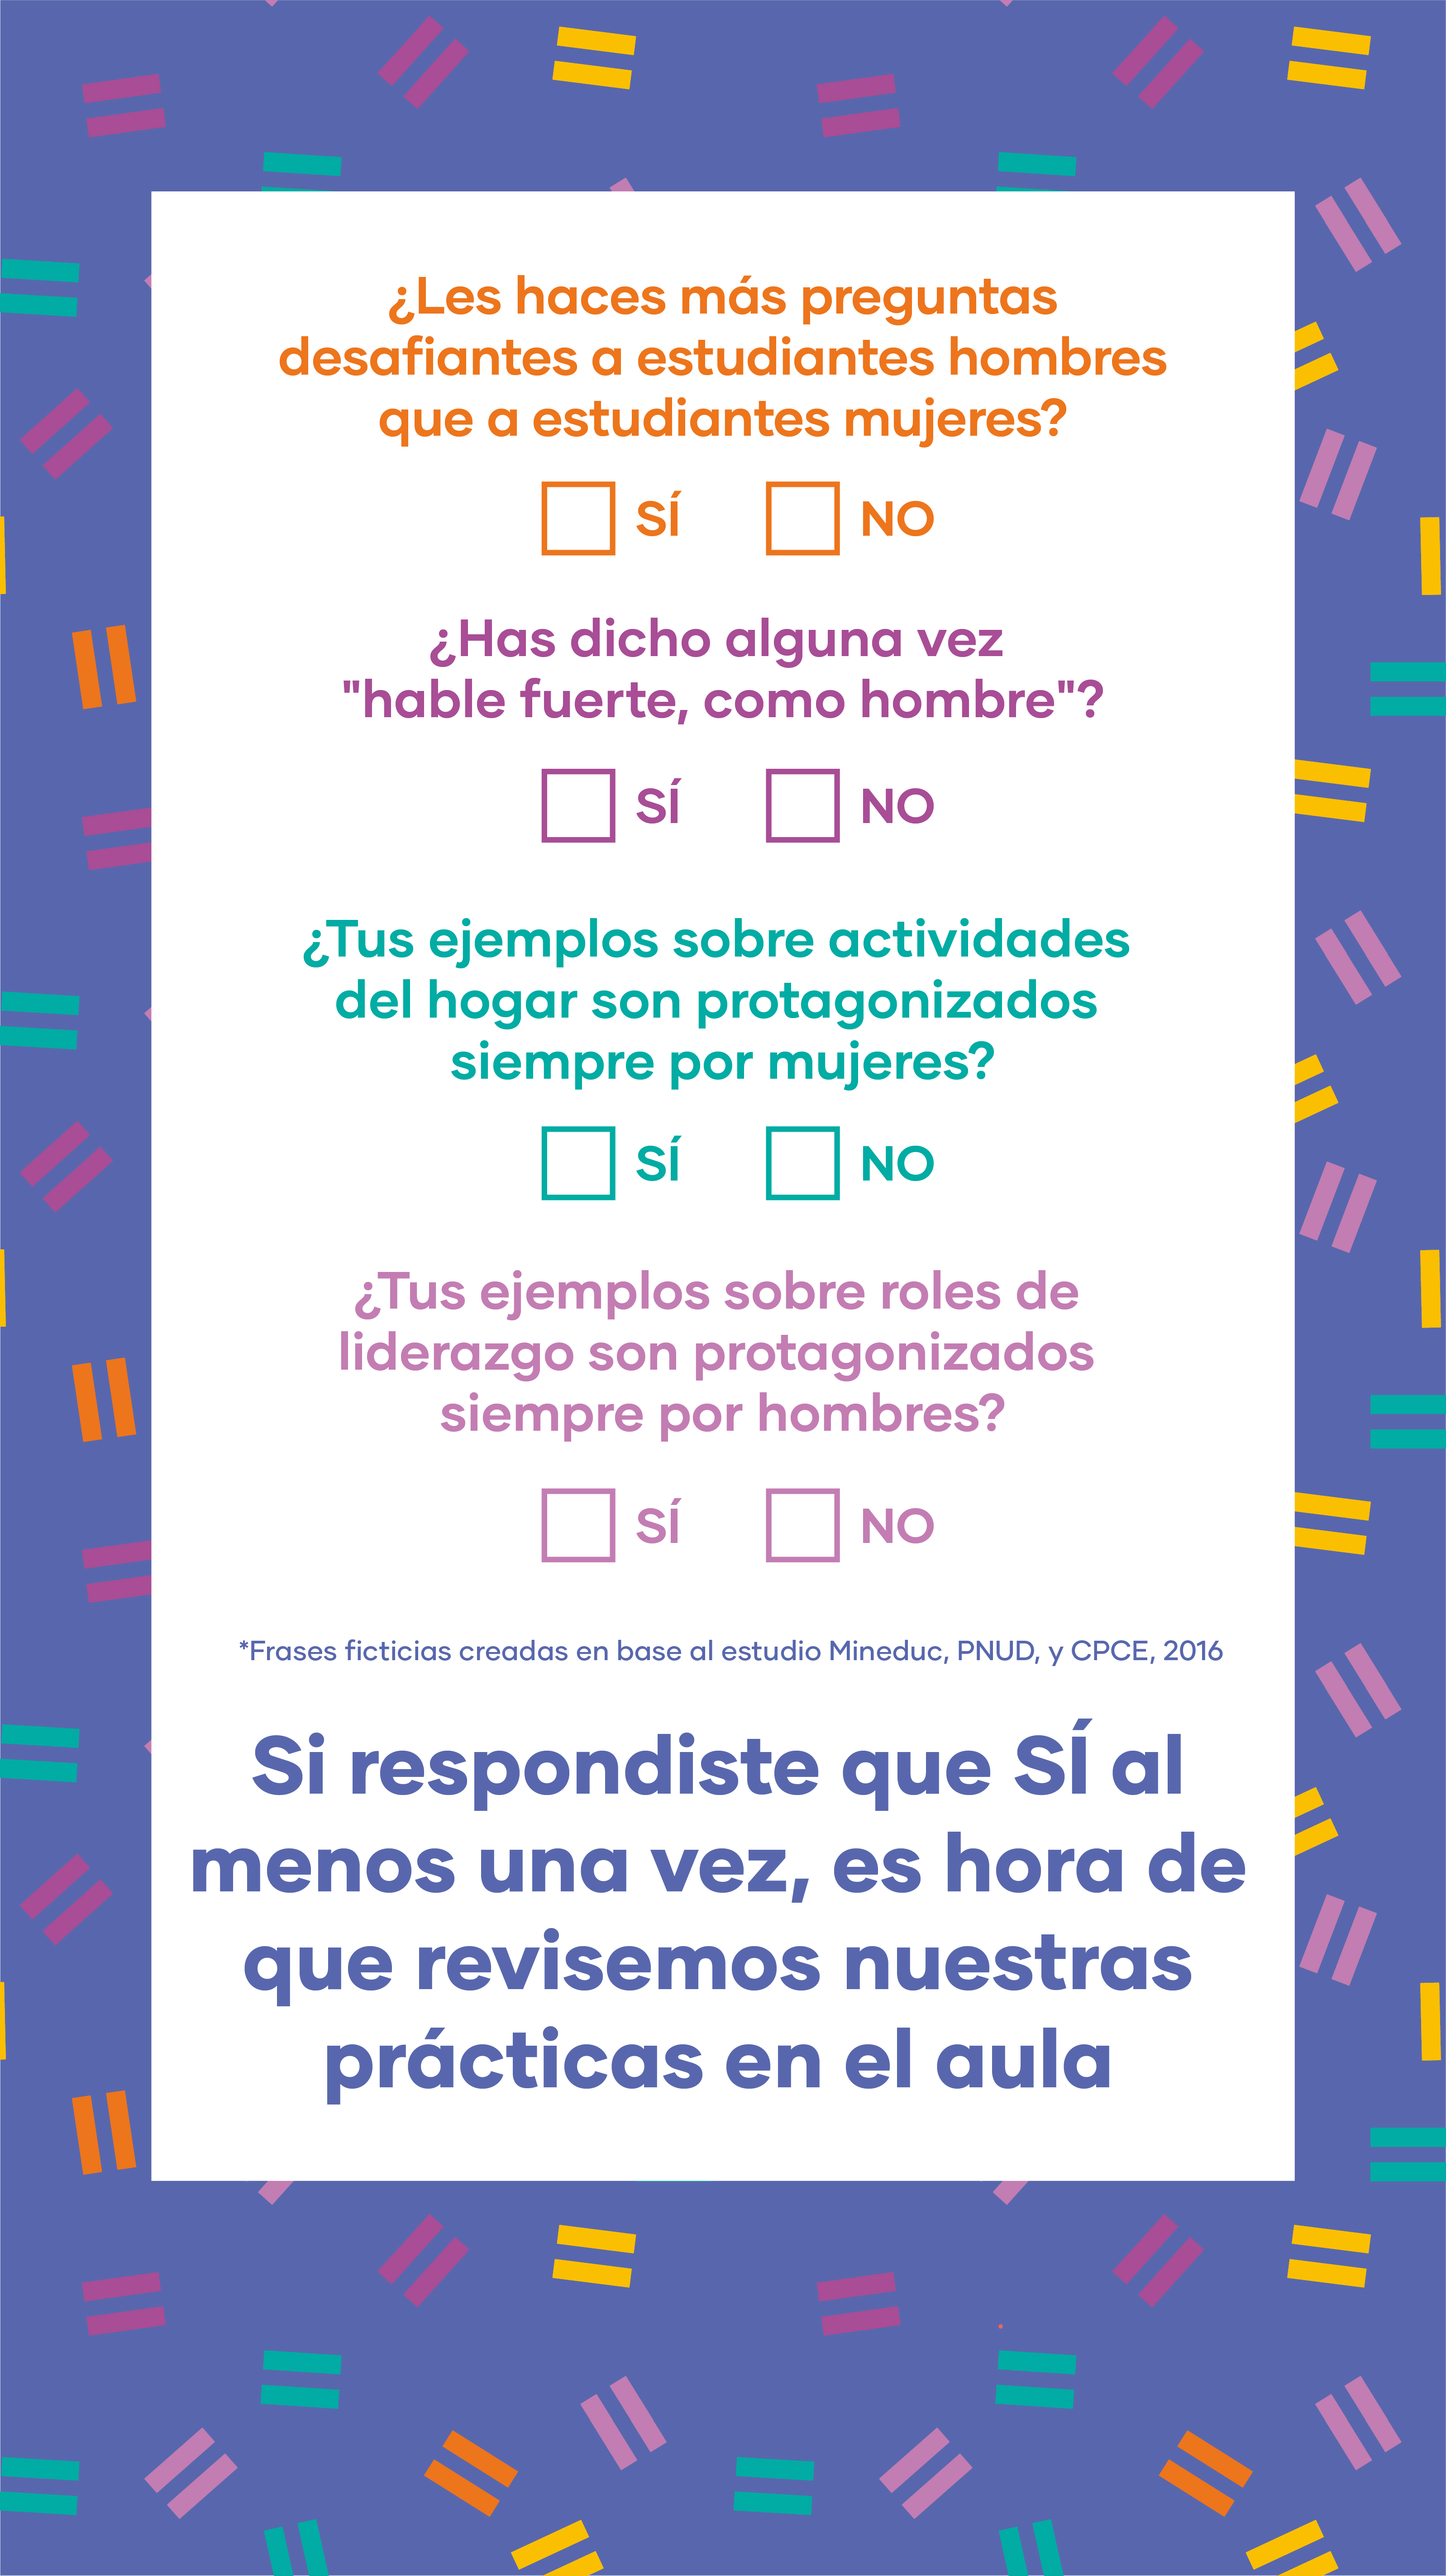 ¿Les haces más preguntas
desafiantes a estudiantes hombres
que a estudiantes mujeres?
SÍ NO
¿Has dicho alguna vez
"hable fuerte, como hombre"?
SÍ NO
¿Tus ejemplos sobre actividades
del hogar son protagonizados
siempre por mujeres?
SÍ NO
¿Tus ejemplos sobre roles de
liderazgo son protagonizados
siempre por hombres?
SÍ NO
*Frases ficticias creadas en base al estudio Mineduc, PNUD, y CPCE, 2016
Si respondiste que SÍ al
menos una vez, es hora de
que revisemos nuestras
prácticas en el aula